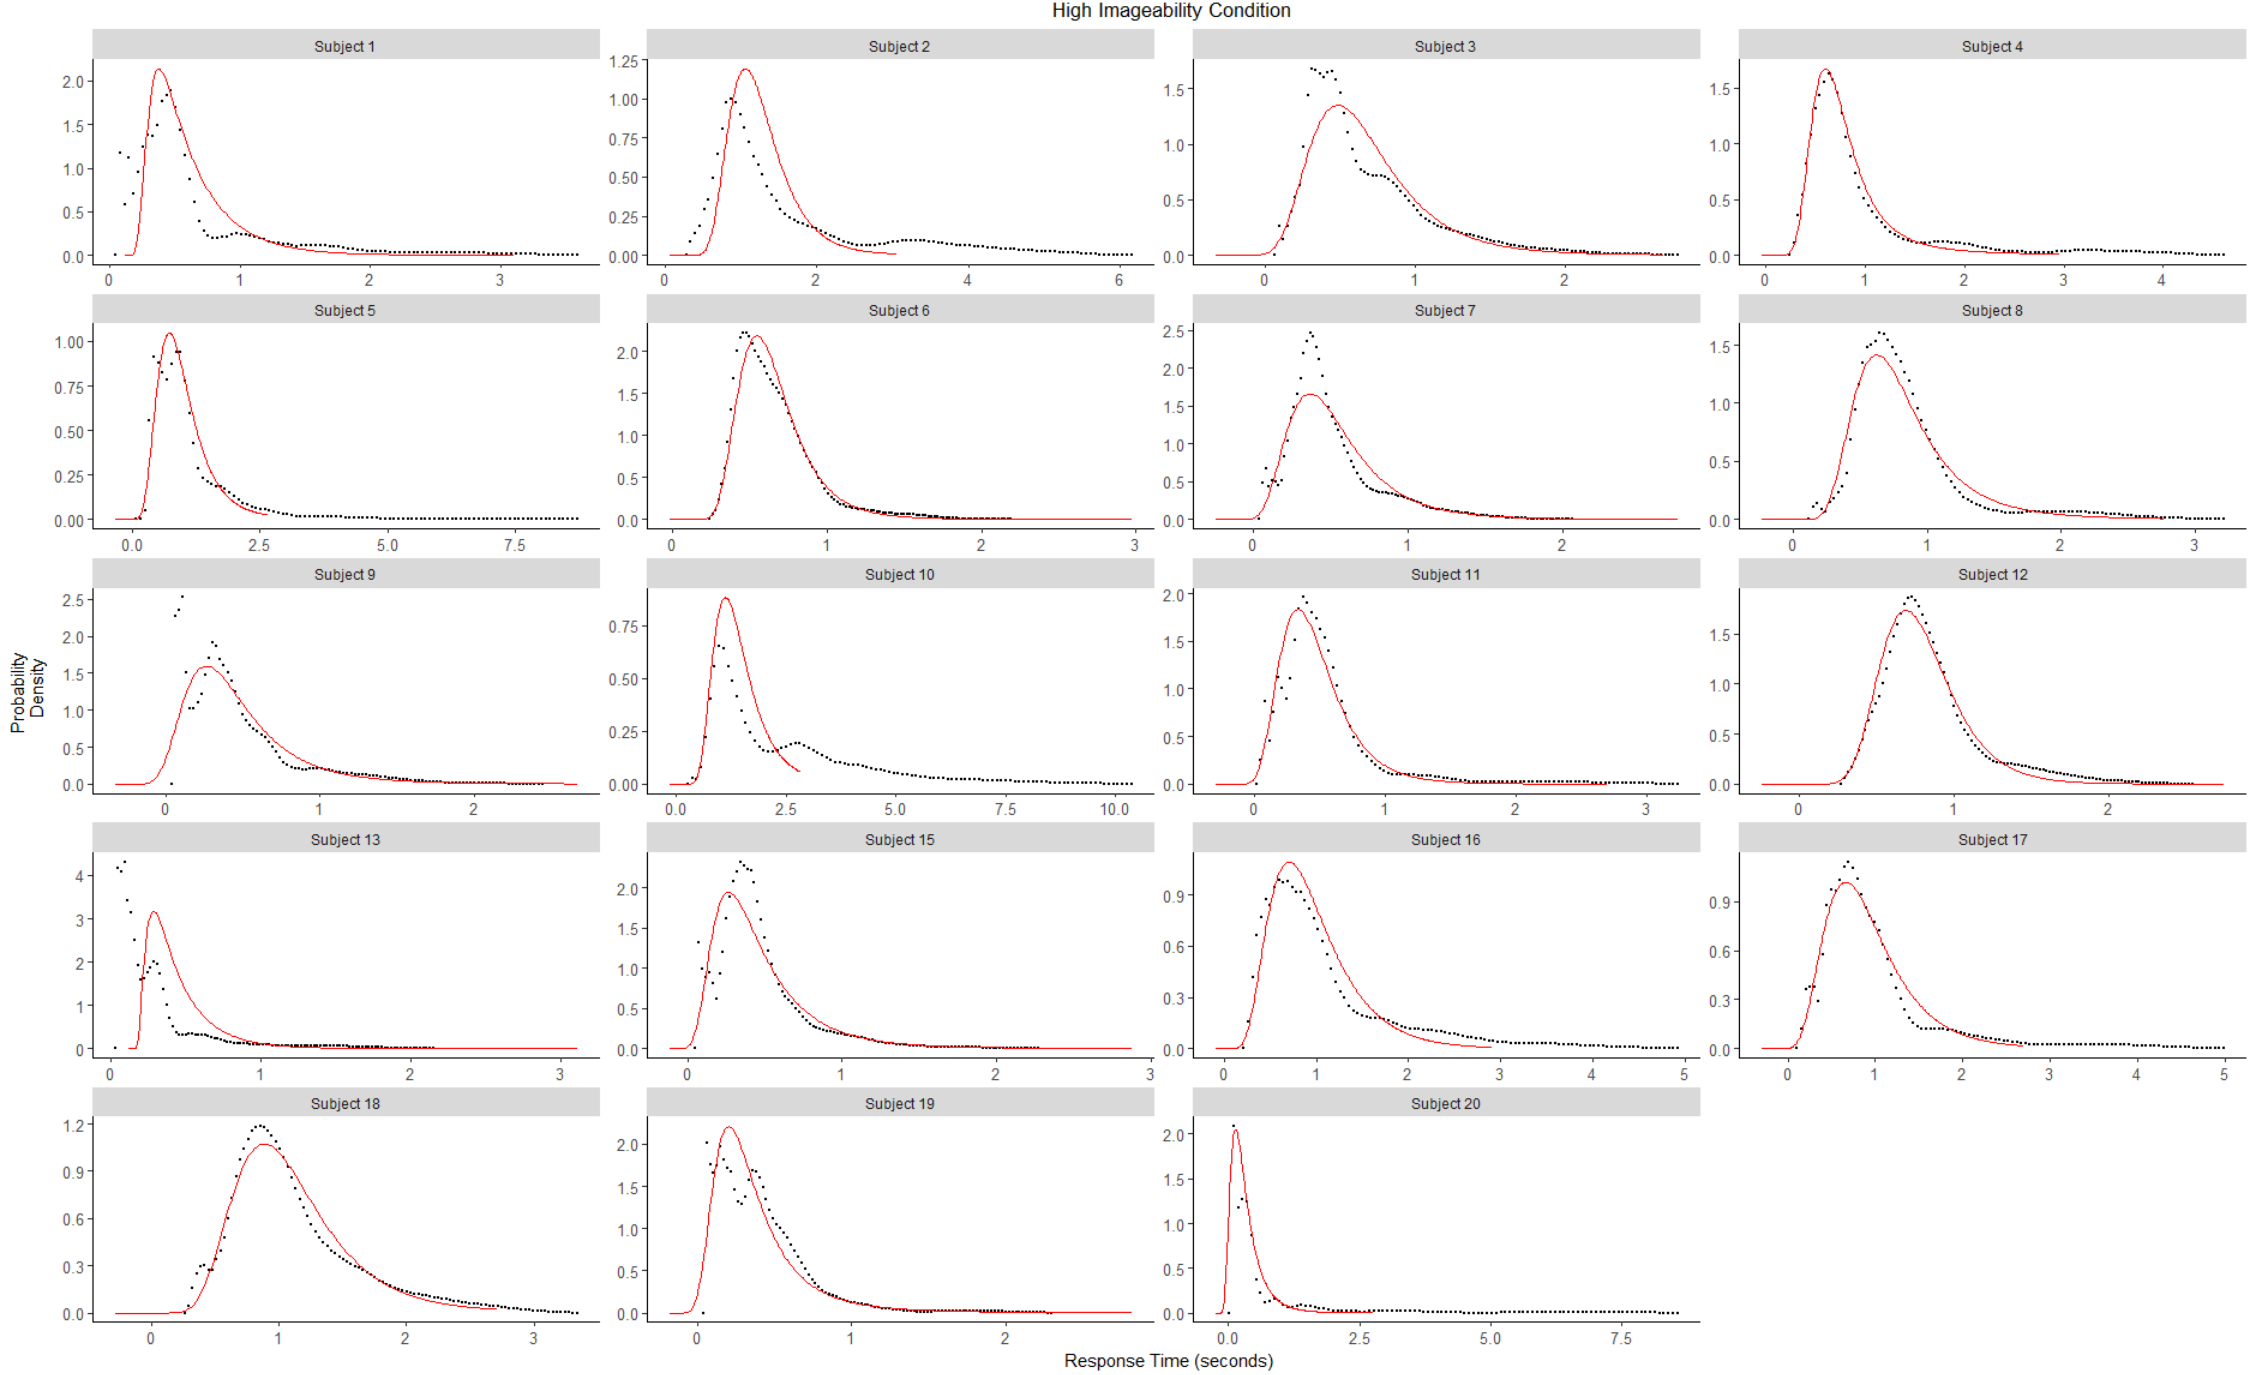 High Imageability Condition
Subject 1 Subject 2 Subject 3 Subject 4
2.0 1.5 1.0 0.5 0.0
1.25 1.00 0.75 0.50 0.25 0.00
1.5 1.0 0.5 0.0
1.5 1.0 0.5 0.0
0 1 2 3
0 2 4 6
0 1 2
0 1 2 3 4
Subject 5 Subject 6 Subject 7 Subject 8
1.00 0.75 0.50 0.25 0.00
2.0 1.5 1.0 0.5 0.0
2.5 2.0 1.5 1.0 0.5 0.0
1.5 1.0 0.5 0.0
0.0 2.5 5.0 7.5
0 1 2 3
0 1 2
0 1 2 3
Subject 9 Subject 10 Subject 11 Subject 12
2.5 2.0 1.5 1.0 0.5 0.0
0.75 0.50 0.25 0.00
2.0 1.5 1.0 0.5 0.0
1.5 1.0 0.5 0.0
0 1 2
0.0 2.5 5.0 7.5 10.0
0 1 2 3
0 1 2
Probability
Density
Subject 13 Subject 15 Subject 16 Subject 17
4 3 2 1 0
2.0 1.5 1.0 0.5 0.0
0.9 0.6 0.3 0.0
0.9 0.6 0.3 0.0
0 1 2 3
0 1 2 3
0 1 2 3 4 5
0 1 2 3 4 5
Subject 18 Subject 19 Subject 20
1.2 0.9 0.6 0.3 0.0
2.0 1.5 1.0 0.5 0.0
2.0 1.5 1.0 0.5 0.0
0 1 2 3
0 1 2
0.0 2.5 5.0 7.5
Response Time (seconds)